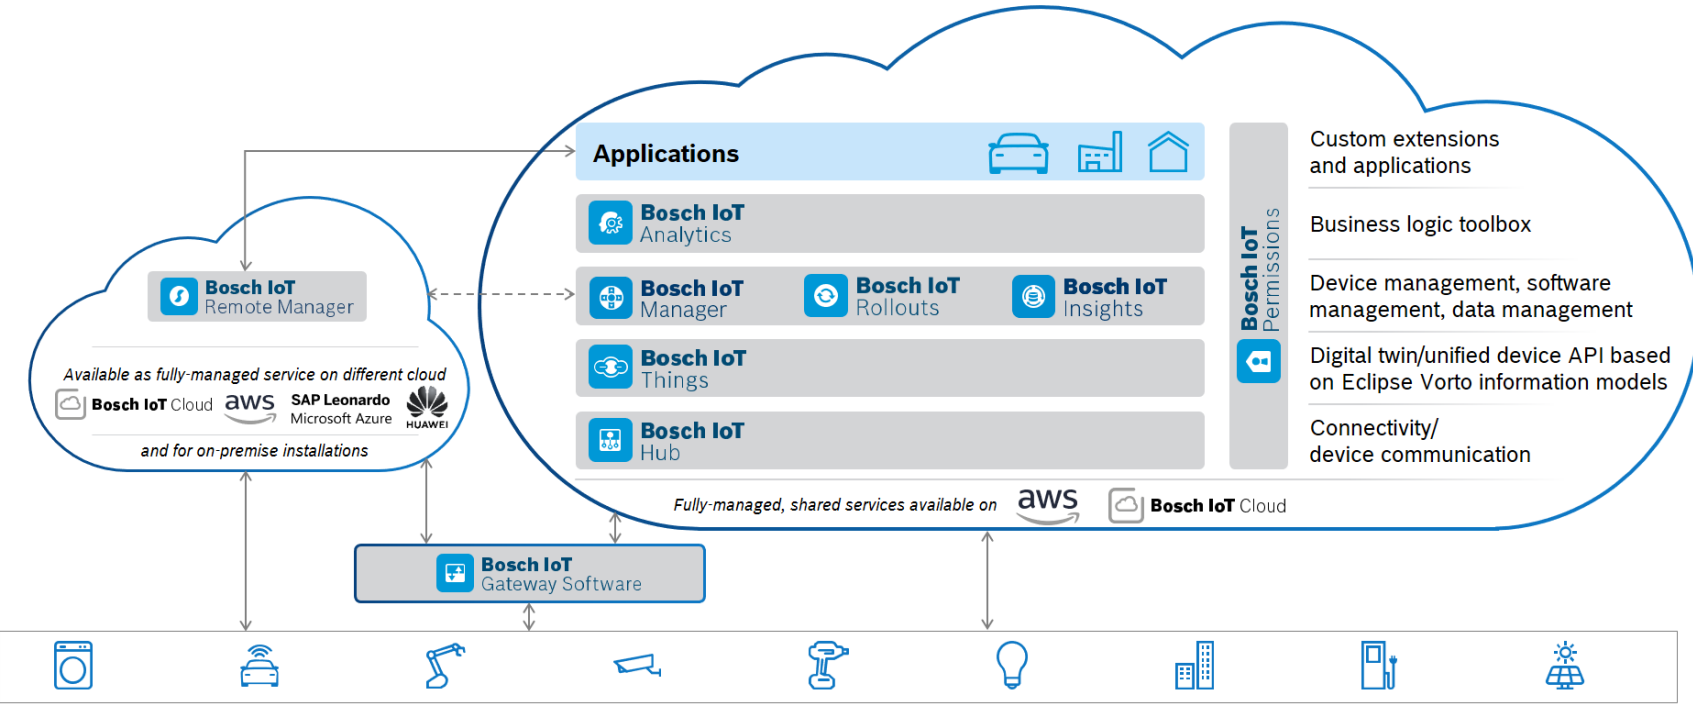 Applications
Bosch IoT
Analytics
Bosch IoT
Manager
Bosch IoT
Rollouts
Bosch IoT
Insights
Bosch IoT
Things
Bosch IoT
Hub
Bosch IoT
Permissions
Custom extensions
and applications
Business logic toolbox
Device management, software
management, data management
Digital twin/unified device API based
on Eclipse Vorto information models
Connectivity/
device communication
Fully-managed, shared services available on
aws
Bosch IoT Cloud
Bosch IoT
Remote Manager
Available as fully-managed service on different cloud
Bosch IoT Cloud
aws
SAP Leonardo
Microsoft Azure
HUAWEI
and for on-premise installations
Bosch IoT
Gateway Software